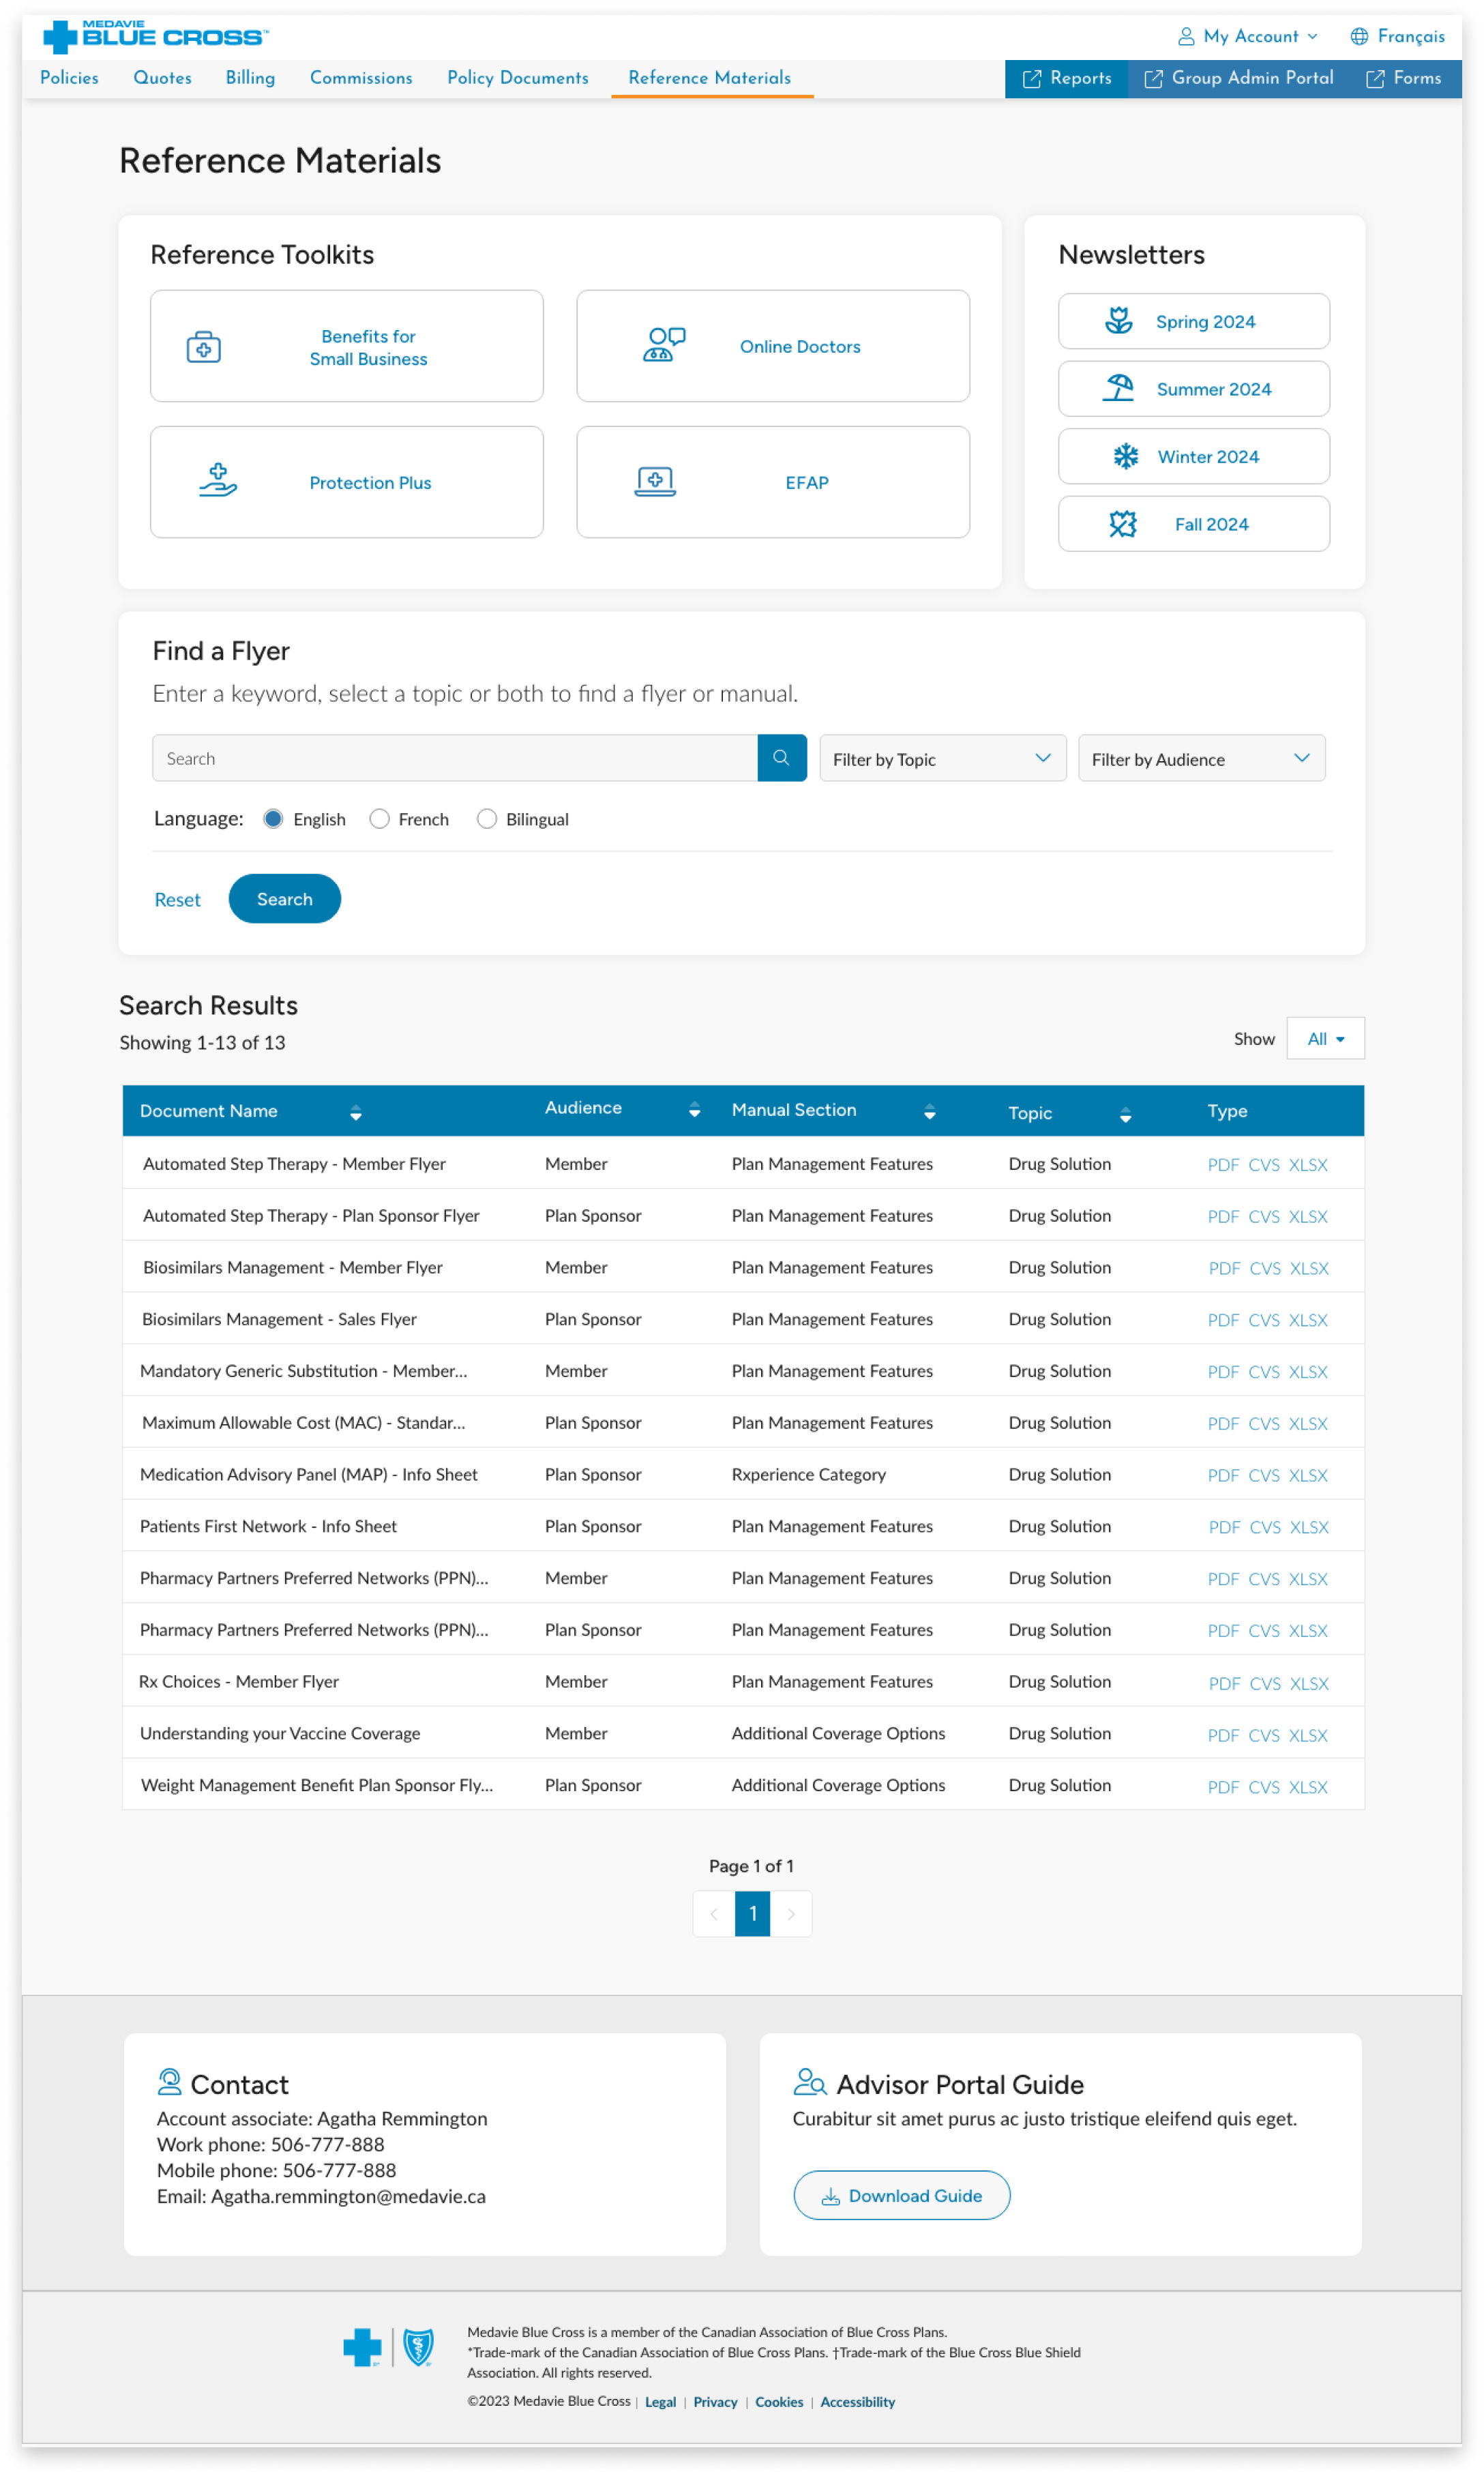 MEDAVIE
BLUE CROSS™
My Account
Français
Policies
Quotes
Billing
Commissions
Policy Documents
Reference Materials
Reports
Group Admin Portal
Forms
Reference Materials
Reference Toolkits
Benefits for
Small Business
Online Doctors
Protection Plus
EFAP
Newsletters
Spring 2024
Summer 2024
Winter 2024
Fall 2024
Find a Flyer
Enter a keyword, select a topic or both to find a flyer or manual.
Search
Filter by Topic
Filter by Audience
Language: English French Bilingual
Reset
Search
Search Results
Showing 1-13 of 13
Show All
Document Name Audience Manual Section Topic Type
Automated Step Therapy - Member Flyer Member Plan Management Features Drug Solution PDF CVS XLSX
Automated Step Therapy - Plan Sponsor Flyer Plan Sponsor Plan Management Features Drug Solution PDF CVS XLSX
Biosimilars Management - Member Flyer Member Plan Management Features Drug Solution PDF CVS XLSX
Biosimilars Management - Sales Flyer Plan Sponsor Plan Management Features Drug Solution PDF CVS XLSX
Mandatory Generic Substitution - Member... Member Plan Management Features Drug Solution PDF CVS XLSX
Maximum Allowable Cost (MAC) - Standar... Plan Sponsor Plan Management Features Drug Solution PDF CVS XLSX
Medication Advisory Panel (MAP) - Info Sheet Plan Sponsor Rxperience Category Drug Solution PDF CVS XLSX
Patients First Network - Info Sheet Plan Sponsor Plan Management Features Drug Solution PDF CVS XLSX
Pharmacy Partners Preferred Networks (PPN)... Member Plan Management Features Drug Solution PDF CVS XLSX
Pharmacy Partners Preferred Networks (PPN)... Plan Sponsor Plan Management Features Drug Solution PDF CVS XLSX
Rx Choices - Member Flyer Member Plan Management Features Drug Solution PDF CVS XLSX
Understanding your Vaccine Coverage Member Additional Coverage Options Drug Solution PDF CVS XLSX
Weight Management Benefit Plan Sponsor Fly... Plan Sponsor Additional Coverage Options Drug Solution PDF CVS XLSX
Page 1 of 1
1
Contact
Account associate: Agatha Remmington
Work phone: 506-777-888
Mobile phone: 506-777-888
Email: Agatha.remmington@medavie.ca
Advisor Portal Guide
Curabitur sit amet purus ac justo tristique eleifend quis eget.
Download Guide
Medavie Blue Cross is a member of the Canadian Association of Blue Cross Plans.
*Trade-mark of the Canadian Association of Blue Cross Plans. †Trade-mark of the Blue Cross Blue Shield
Association. All rights reserved.
©2023 Medavie Blue Cross | Legal | Privacy | Cookies | Accessibility